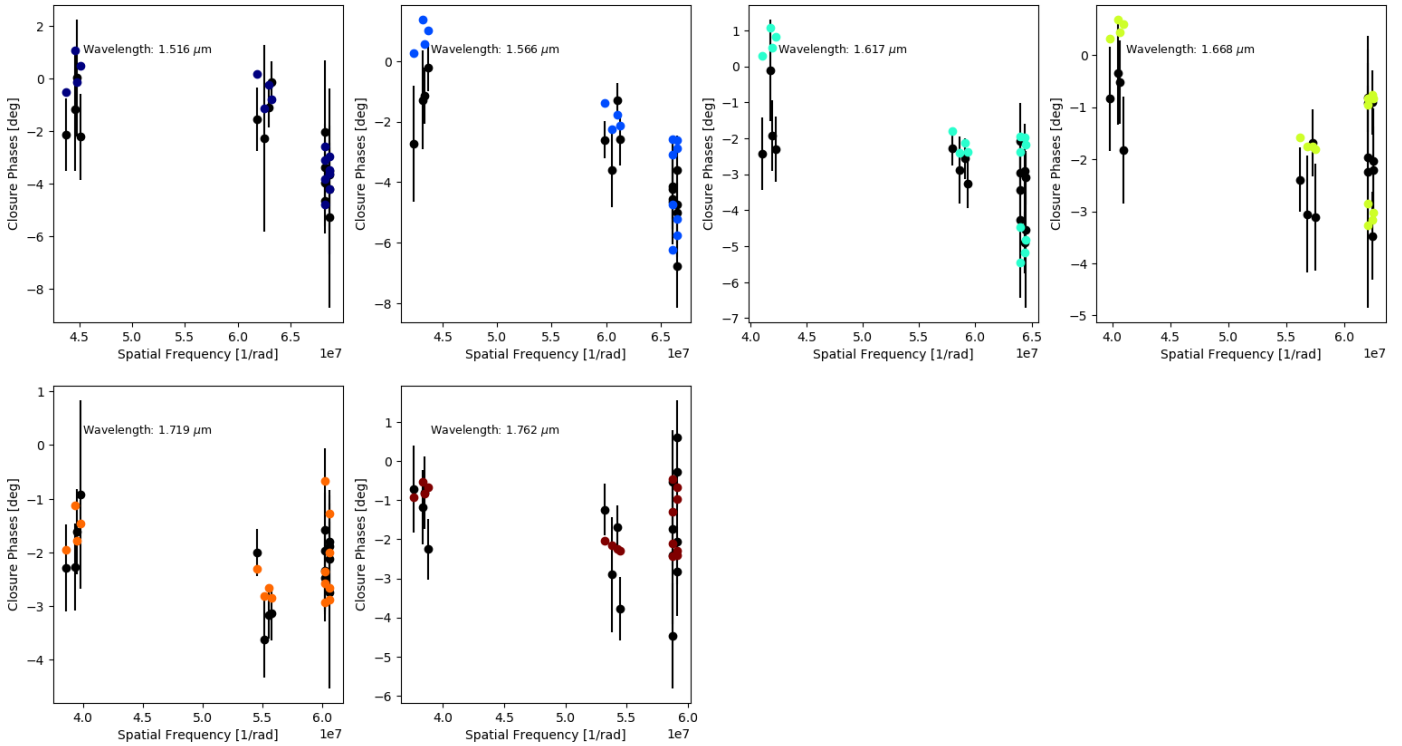 2
0
−2
−4
−6
−8
Closure Phases [deg]
Wavelength: 1.516 μm
4.5 5.0 5.5 6.0 6.5
Spatial Frequency [1/rad]
1e7
0
−2
−4
−6
−8
Closure Phases [deg]
Wavelength: 1.566 μm
4.5 5.0 5.5 6.0 6.5
Spatial Frequency [1/rad]
1e7
1
0
−1
−2
−3
−4
−5
−6
−7
Closure Phases [deg]
Wavelength: 1.617 μm
4.0 4.5 5.0 5.5 6.0 6.5
Spatial Frequency [1/rad]
1e7
0
−1
−2
−3
−4
−5
Closure Phases [deg]
Wavelength: 1.668 μm
4.0 4.5 5.0 5.5 6.0
Spatial Frequency [1/rad]
1e7
1
0
−1
−2
−3
−4
Closure Phases [deg]
Wavelength: 1.719 μm
4.0 4.5 5.0 5.5 6.0
Spatial Frequency [1/rad]
1e7
1
0
−1
−2
−3
−4
−5
−6
Closure Phases [deg]
Wavelength: 1.762 μm
4.0 4.5 5.0 5.5 6.0
Spatial Frequency [1/rad]
1e7